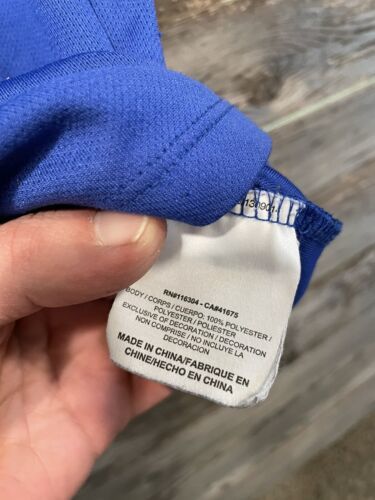 RN#116304 - CA#41675
BODY / CORPS / CUERPO: 100% POLYESTER /
POLYESTER / POLIESTER
EXCLUSIVE OF DECORATION / DECORATION
NON COMPRISE / NO INCLUYE LA
DECORACION
MADE IN CHINA/FABRIQUE EN
CHINE/HECHO EN CHINA